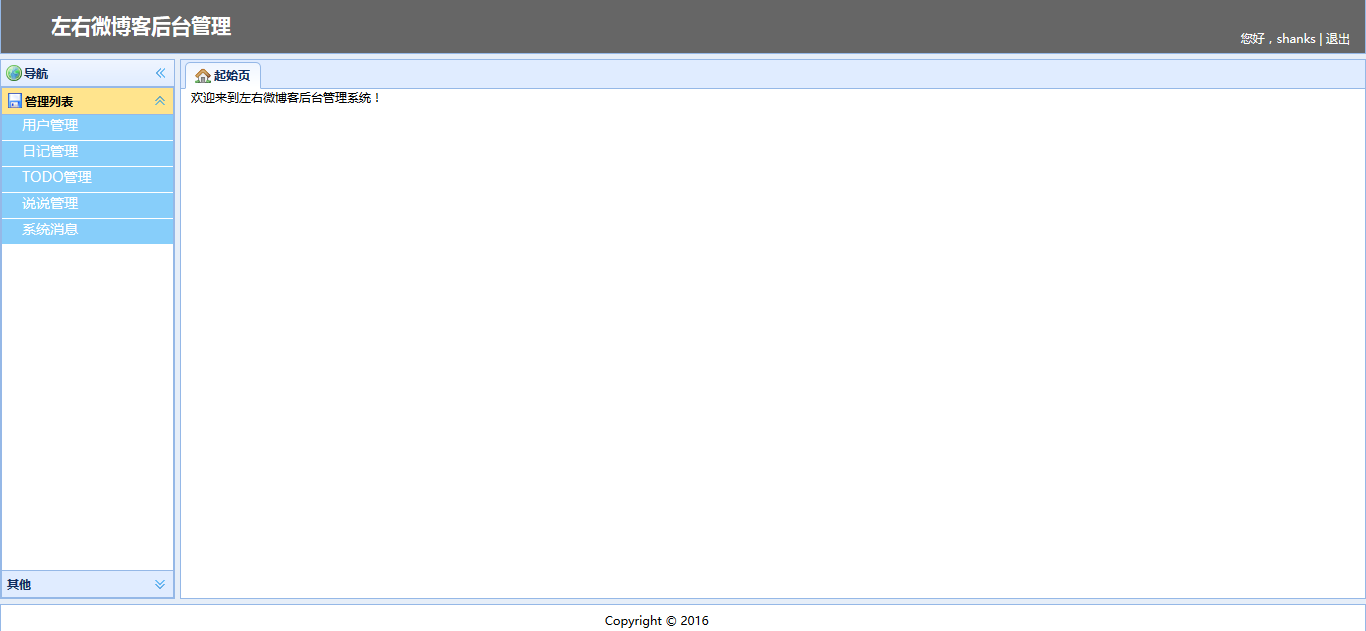 左右微博客后台管理
您好，shanks | 退出
导航
起始页
管理列表
欢迎来到左右微博客后台管理系统！
用户管理
日记管理
TODO管理
说说管理
系统消息
其他
Copyright © 2016